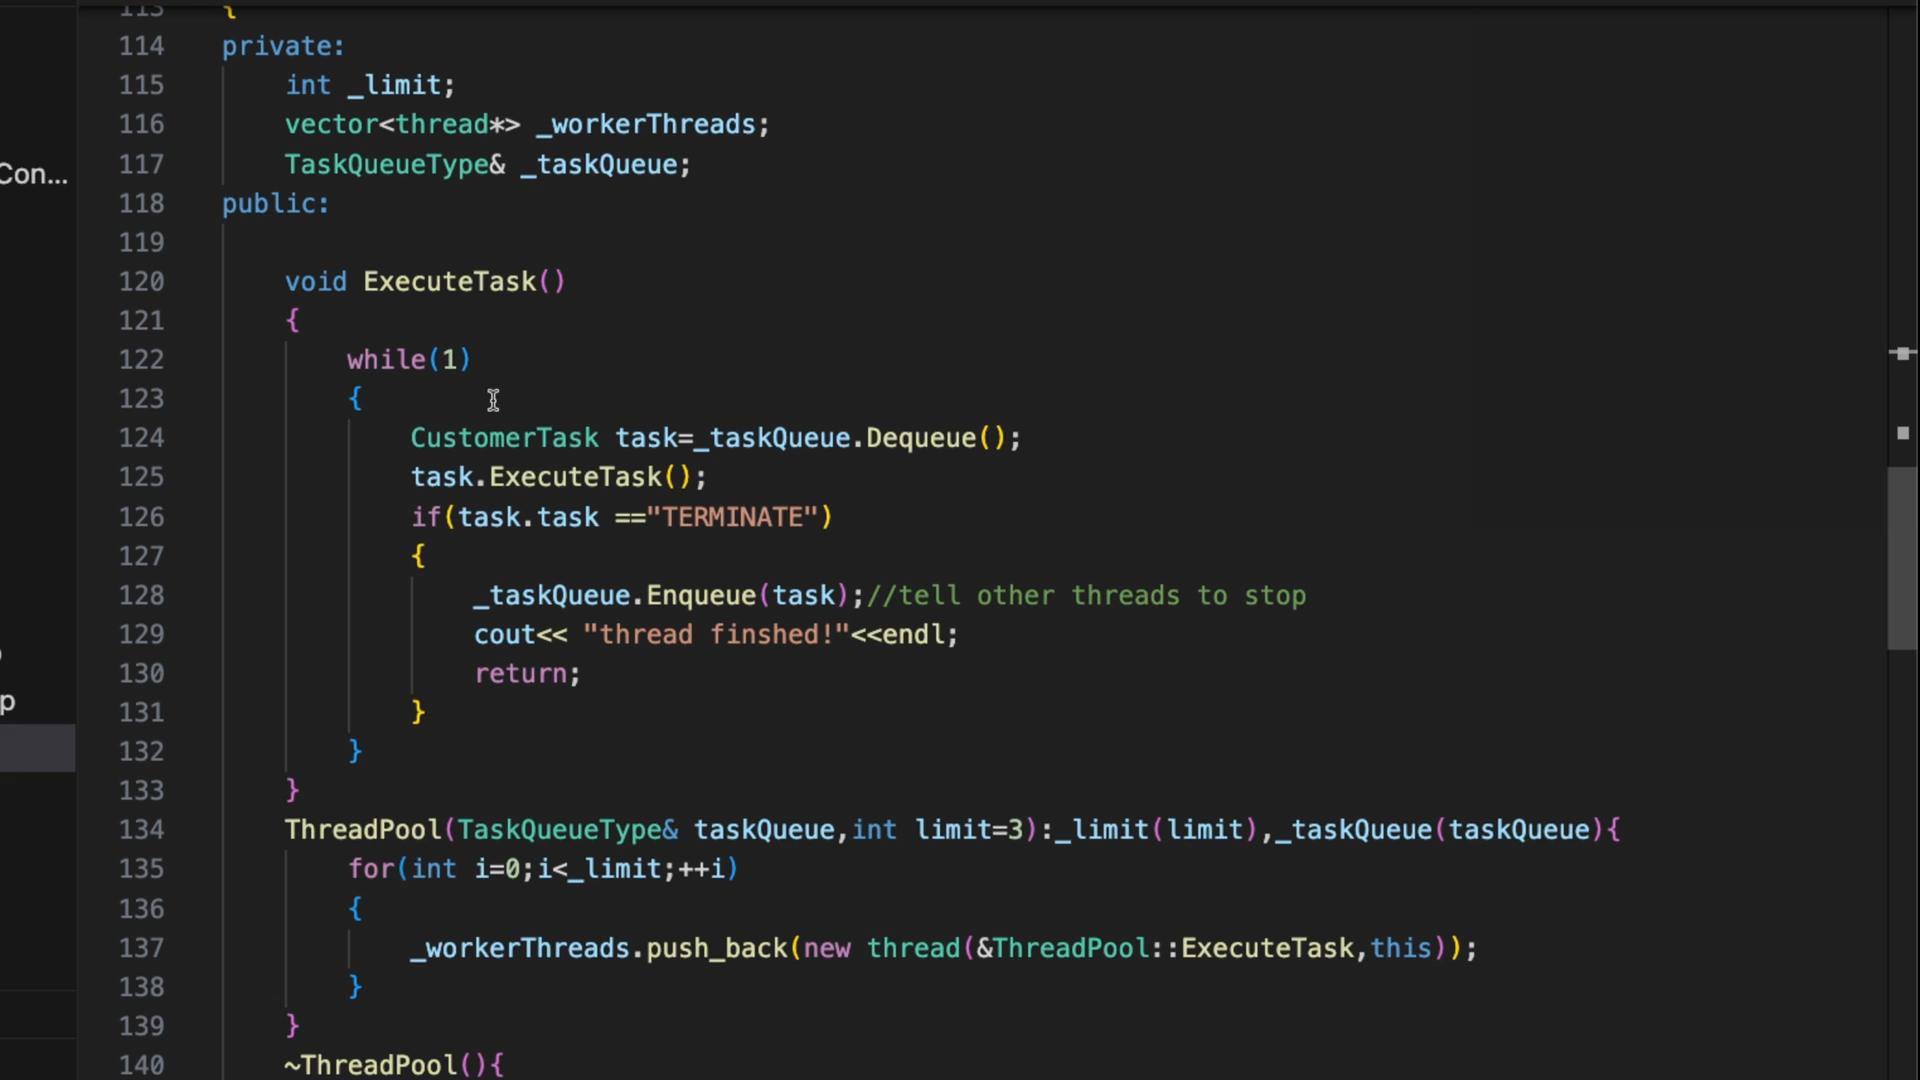 113 {
114 private:
115 int _limit;
116 vector<thread*> _workerThreads;
Con...
117 TaskQueueType& _taskQueue;
118 public:
119
120 void ExecuteTask()
121 {
122 while(1)
123 {
124 CustomerTask task=_taskQueue.Dequeue();
125 task.ExecuteTask();
126 if(task.task =="TERMINATE")
127 {
128 _taskQueue.Enqueue(task);//tell other threads to stop
129 cout<< "thread finshed!"<<endl;
130 return;
p
131 }
132 }
133 }
134 ThreadPool(TaskQueueType& taskQueue,int limit=3):_limit(limit),_taskQueue(taskQueue){
135 for(int i=0;i<_limit;++i)
136 {
137 _workerThreads.push_back(new thread(&ThreadPool::ExecuteTask,this));
138 }
139 }
140 ~ThreadPool(){